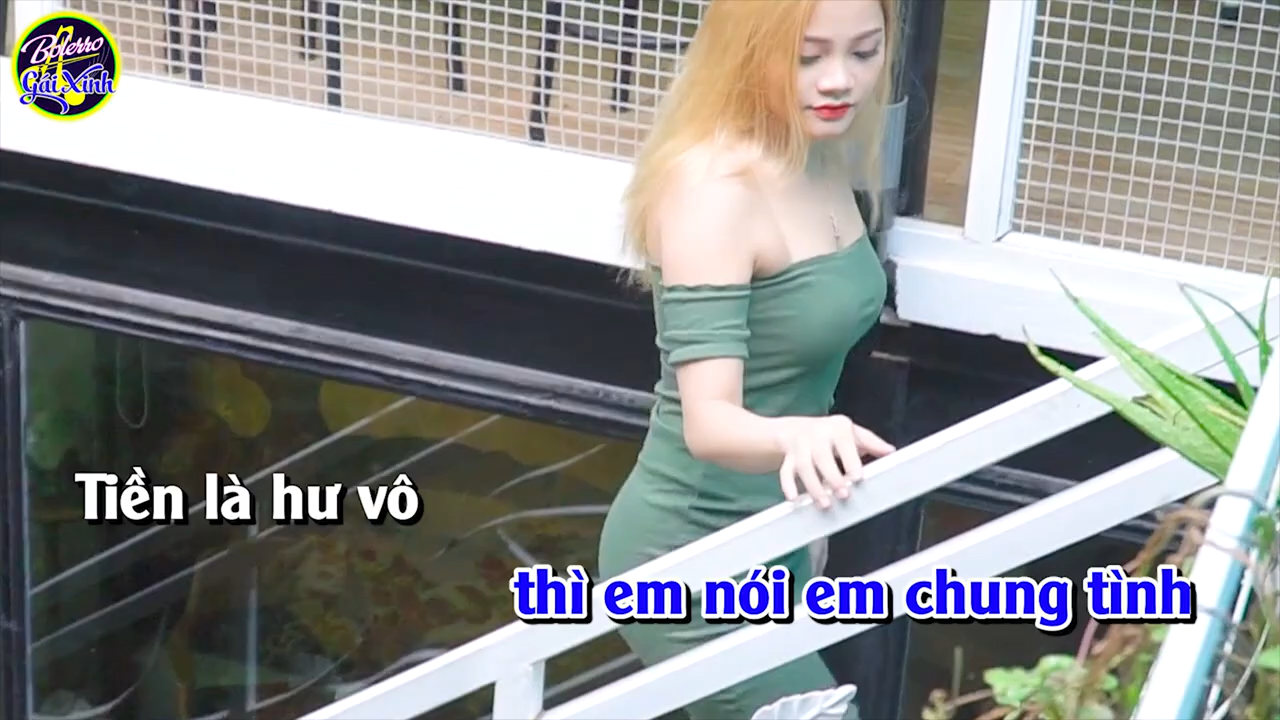 Bolerro
Gái Xinh
Tiền là hư vô
thì em nói em chung tình